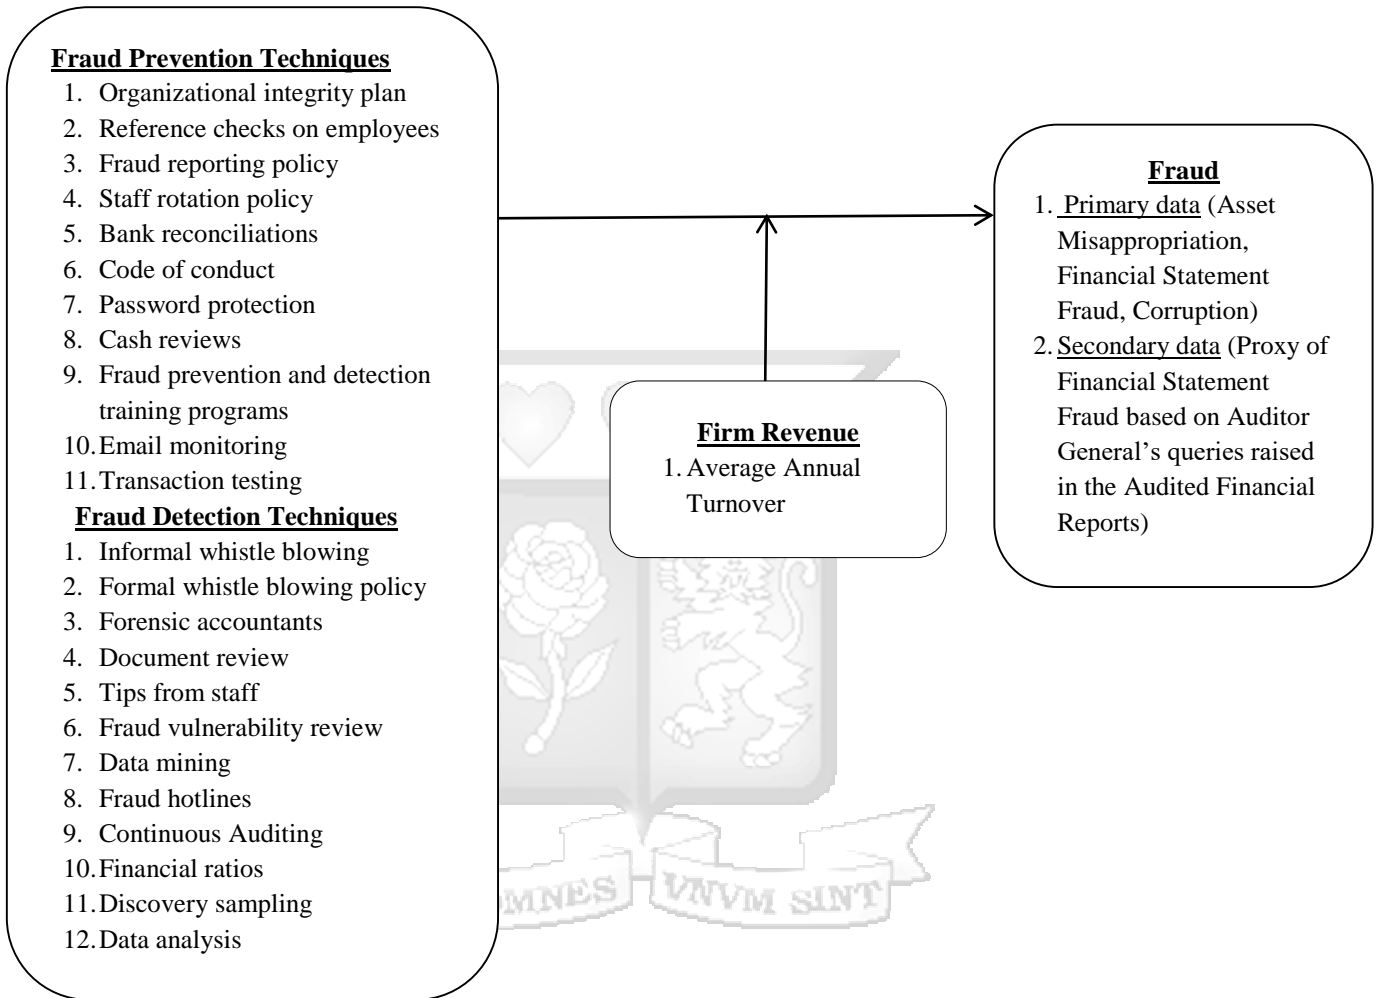 Fraud Prevention Techniques
1. Organizational integrity plan
2. Reference checks on employees
3. Fraud reporting policy
4. Staff rotation policy
5. Bank reconciliations
6. Code of conduct
7. Password protection
8. Cash reviews
9. Fraud prevention and detection
training programs
10. Email monitoring
11. Transaction testing
Fraud Detection Techniques
1. Informal whistle blowing
2. Formal whistle blowing policy
3. Forensic accountants
4. Document review
5. Tips from staff
6. Fraud vulnerability review
7. Data mining
8. Fraud hotlines
9. Continuous Auditing
10. Financial ratios
11. Discovery sampling
12. Data analysis
Firm Revenue
1. Average Annual
Turnover
Fraud
1. Primary data (Asset
Misappropriation,
Financial Statement
Fraud, Corruption)
2. Secondary data (Proxy of
Financial Statement
Fraud based on Auditor
General's queries raised
in the Audited Financial
Reports)
MNES VNVM SINT